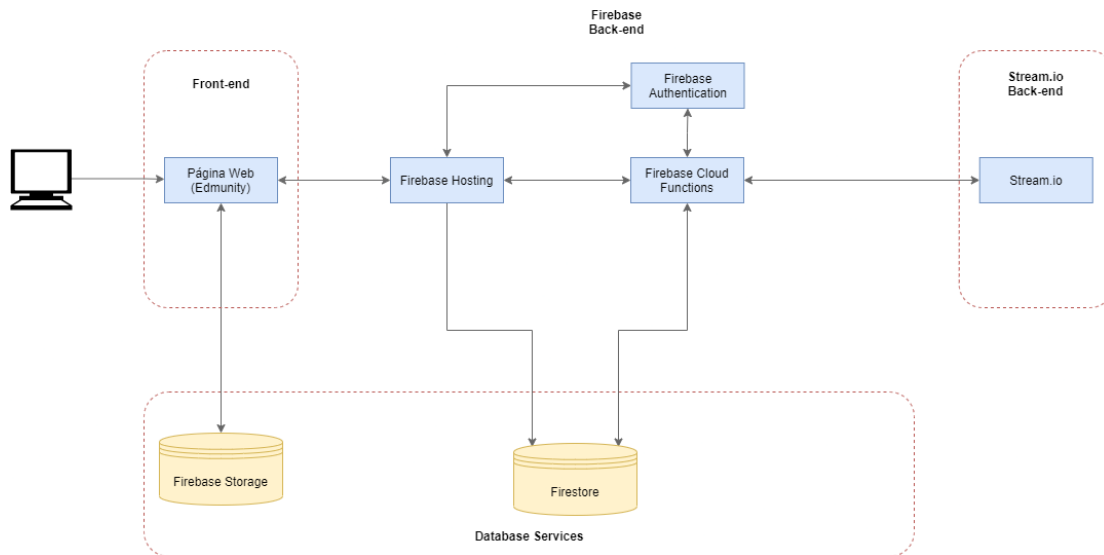 Firebase
Back-end
Front-end
Firebase
Authentication
Stream.io
Back-end
Página Web
(Edmunity)
Firebase Hosting
Firebase Cloud
Functions
Stream.io
Firebase Storage
Firestore
Database Services